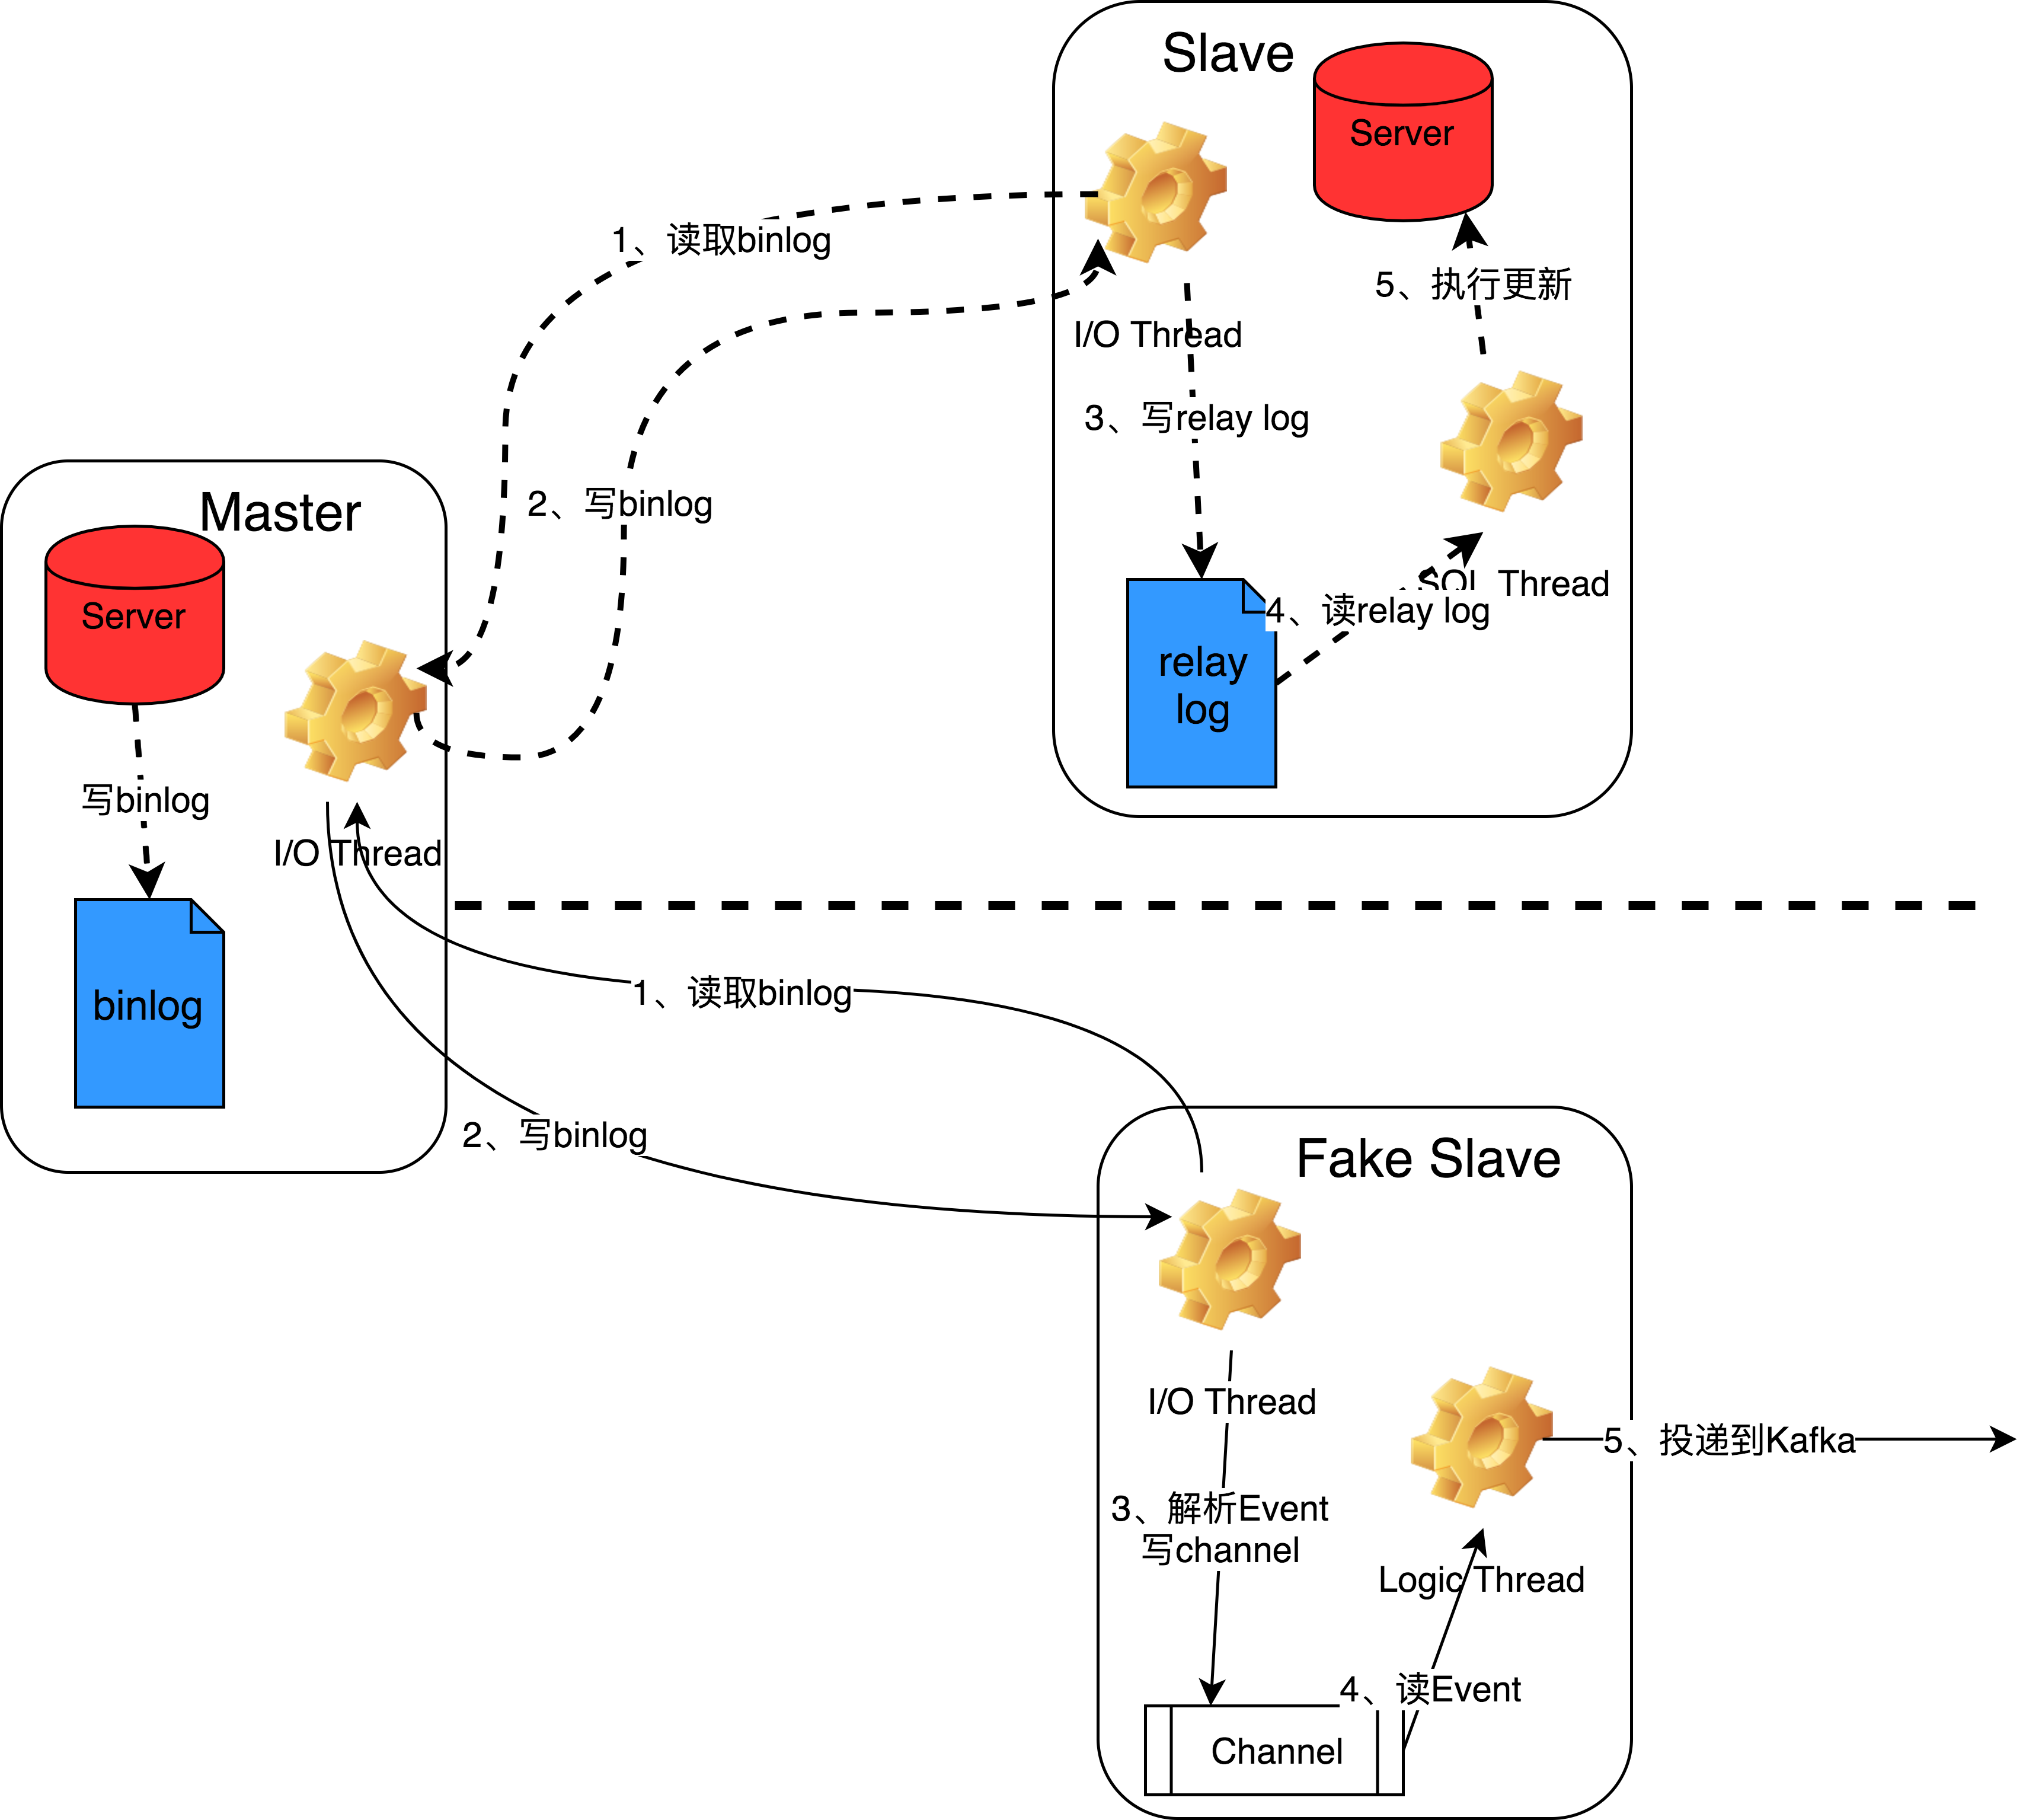 Slave
Server
1、读取binlog
5、执行更新
I/O Thread
3、写relay log
2、写binlog
Master
SQL Thread
4、读relay log
Server
relay
log
写binlog
I/O Thread
1、读取binlog
binlog
2、写binlog
Fake Slave
I/O Thread
5、投递到Kafka
3、解析Event
写channel
Logic Thread
4、读Event
Channel